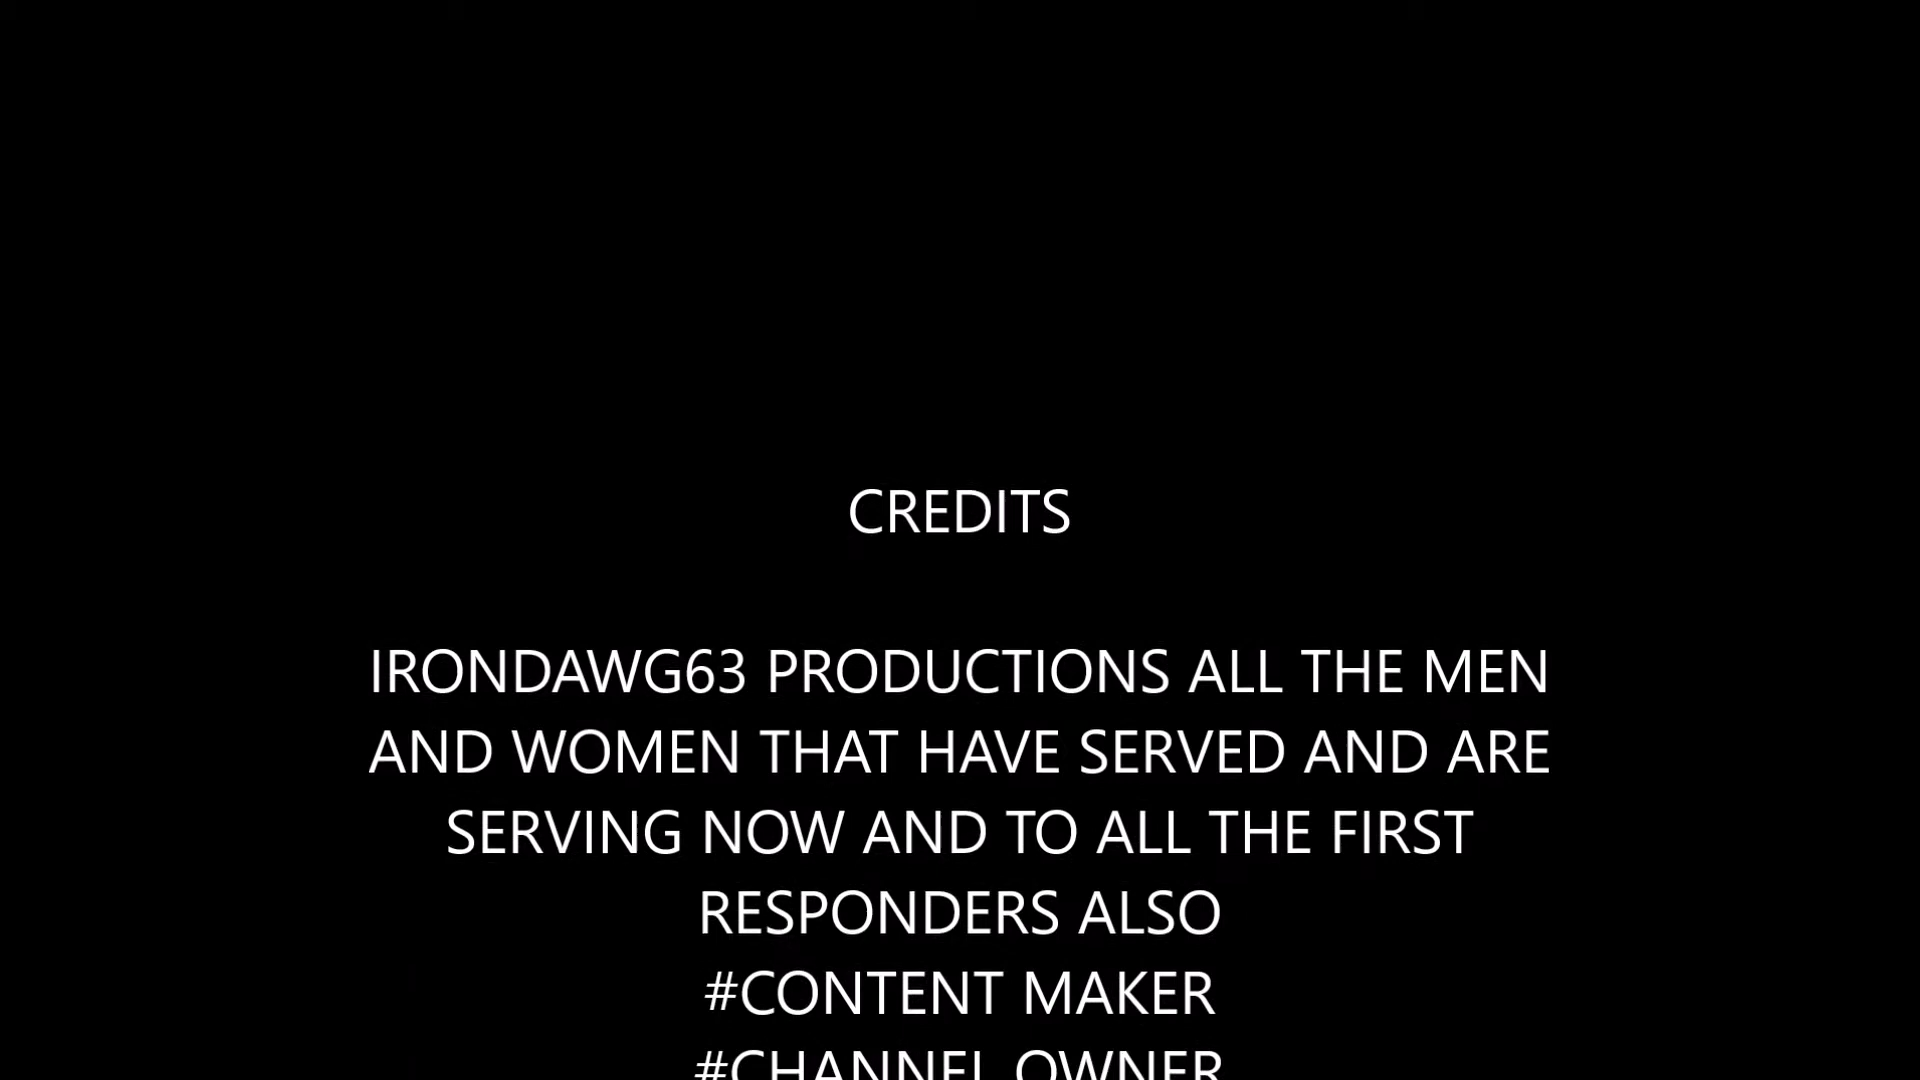 CREDITS
IRONDAWG63 PRODUCTIONS ALL THE MEN
AND WOMEN THAT HAVE SERVED AND ARE
SERVING NOW AND TO ALL THE FIRST
RESPONDERS ALSO
#CONTENT MAKER
#CHANNEL OWNER